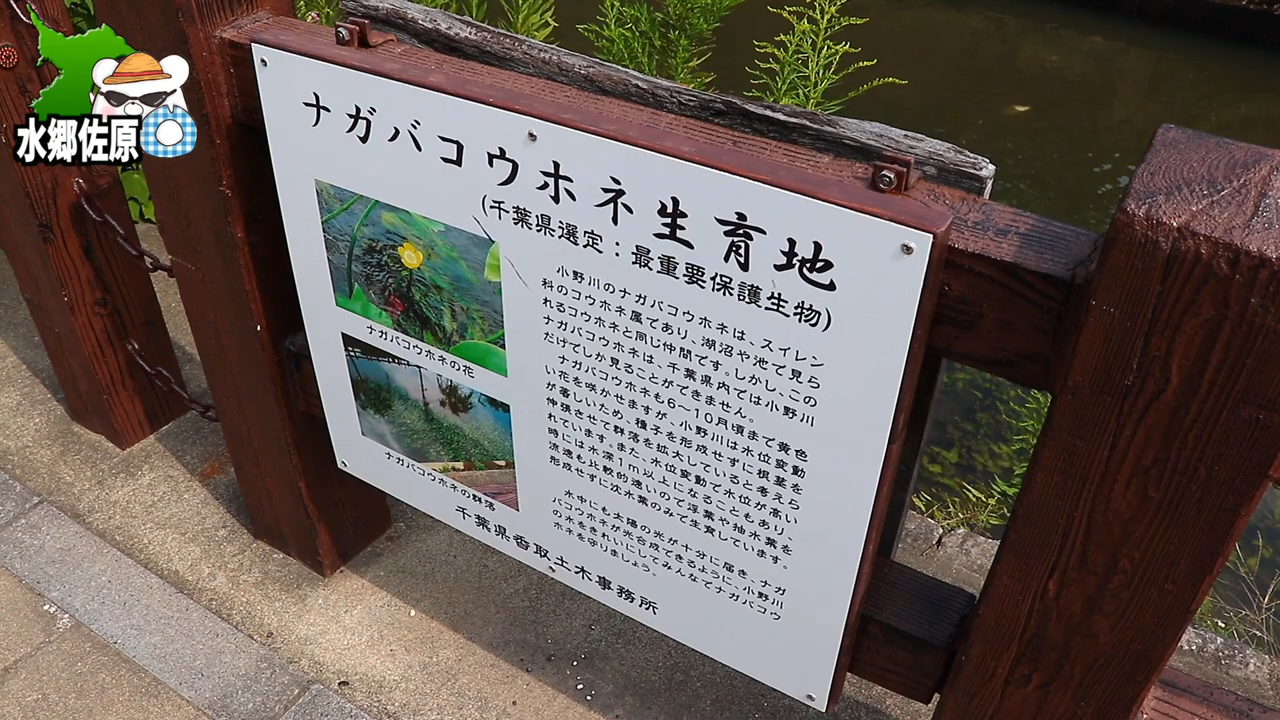 水郷佐原
ナガバコウホネ生育地
(千葉県選定：最重要保護生物)
ナガバコウホネの花
ナガバコウホネの群落
小野川のナガバコウホネは、スイレン
科のコウホネ属であり、湖沼や池で見ら
れるコウホネと同じ仲間です。しかし、この
ナガバコウホネは、千葉県内では小野川
だけでしか見ることができません。
ナガバコウホネも6～10月頃まで黄色
い花を咲かせますが、小野川は水位変動
が著しいため、種子を形成せずに根茎を
伸張させて群落を拡大していると考えら
れています。また、水位変動で水位が高い
時には水深1m以上になることもあり、
流速も比較的速いので浮葉や抽水葉を
形成せずに沈水葉のみで生育しています。
水中にも太陽の光が十分に届き、ナガ
バコウホネが光合成できるように、小野川
の水をきれいにしてみんなでナガバコウ
ホネを守りましょう。
千葉県香取土木事務所